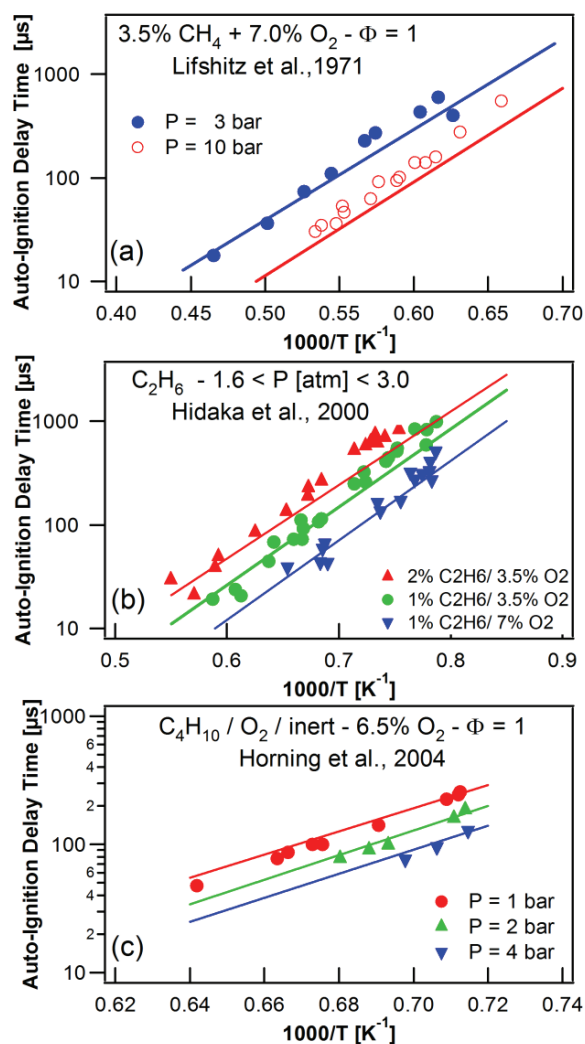 3.5% CH4 + 7.0% O2 - Φ = 1
Lifshitz et al.,1971
P = 3 bar
P = 10 bar
(a)
Auto-Ignition Delay Time [µs]
1000
100
10
0.40 0.45 0.50 0.55 0.60 0.65 0.70
1000/T [K-1]
C2H6 - 1.6 < P [atm] < 3.0
Hidaka et al., 2000
2% C2H6/ 3.5% O2
1% C2H6/ 3.5% O2
1% C2H6/ 7% O2
(b)
Auto-Ignition Delay Time [µs]
1000
100
10
0.5 0.6 0.7 0.8 0.9
1000/T [K-1]
C4H10 / O2 / inert - 6.5% O2 - Φ = 1
Horning et al., 2004
P = 1 bar
P = 2 bar
P = 4 bar
(c)
Auto-Ignition Delay Time [µs]
1000
6
4
2
100
6
4
2
10
0.62 0.64 0.66 0.68 0.70 0.72 0.74
1000/T [K-1]